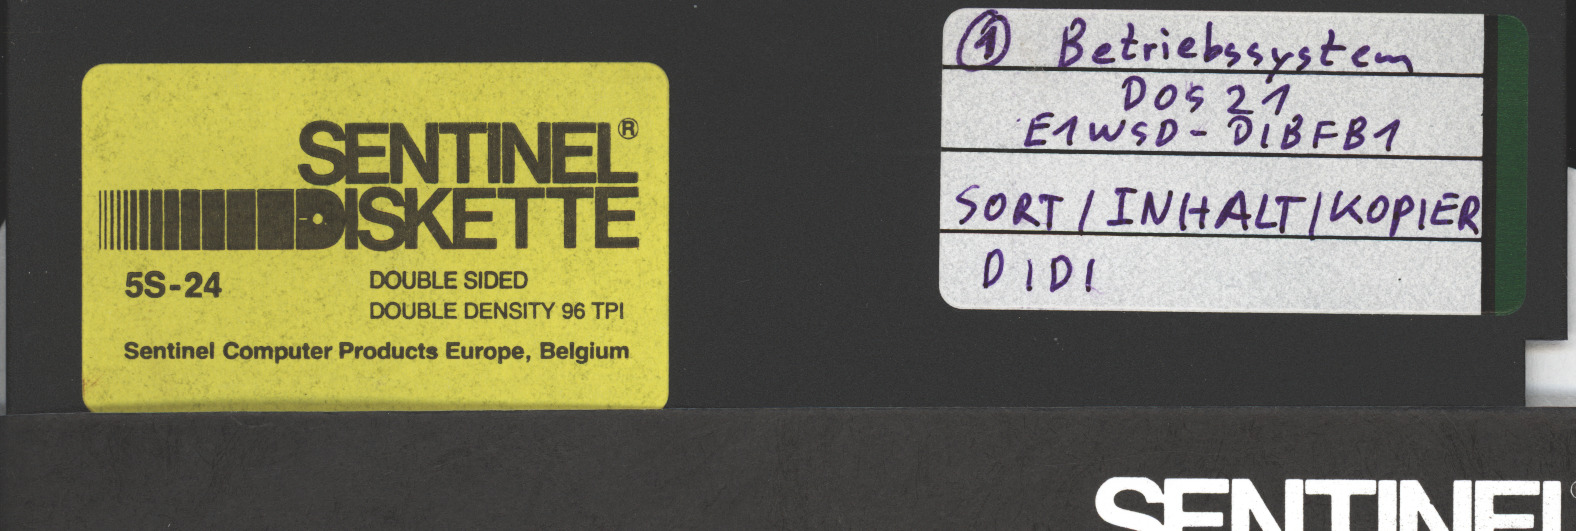 SENTINEL®
DISKETTE
5S-24
DOUBLE SIDED
DOUBLE DENSITY 96 TPI
Sentinel Computer Products Europe, Belgium
① Betriebssystem
DOS 21
E1WSD-DIBFB1
SORT/INHALT/KOPIER
DIDI
SENTINEL